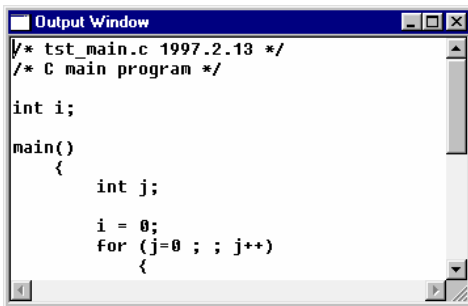 Output Window
/* tst_main.c 1997.2.13 */
/* C main program */
int i;
main()
{
int j;
i = 0;
for (j=0 ; ; j++)
{